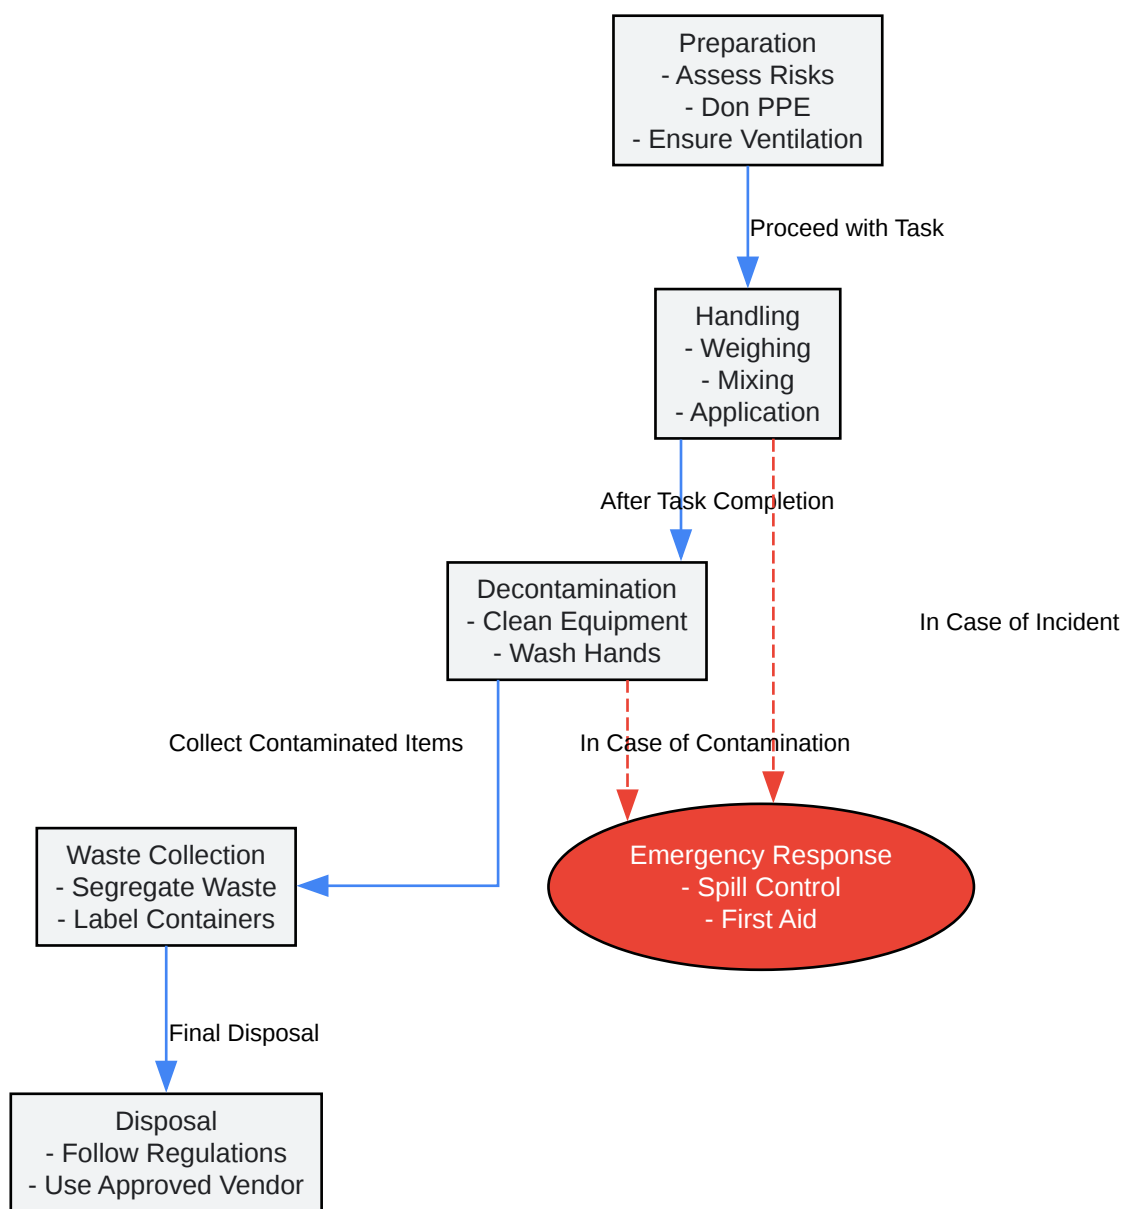 Preparation
- Assess Risks
- Don PPE
- Ensure Ventilation
Proceed with Task
Handling
- Weighing
- Mixing
- Application
After Task Completion
Decontamination
- Clean Equipment
- Wash Hands
In Case of Incident
Collect Contaminated Items
In Case of Contamination
Waste Collection
- Segregate Waste
- Label Containers
Emergency Response
- Spill Control
- First Aid
Final Disposal
Disposal
- Follow Regulations
- Use Approved Vendor